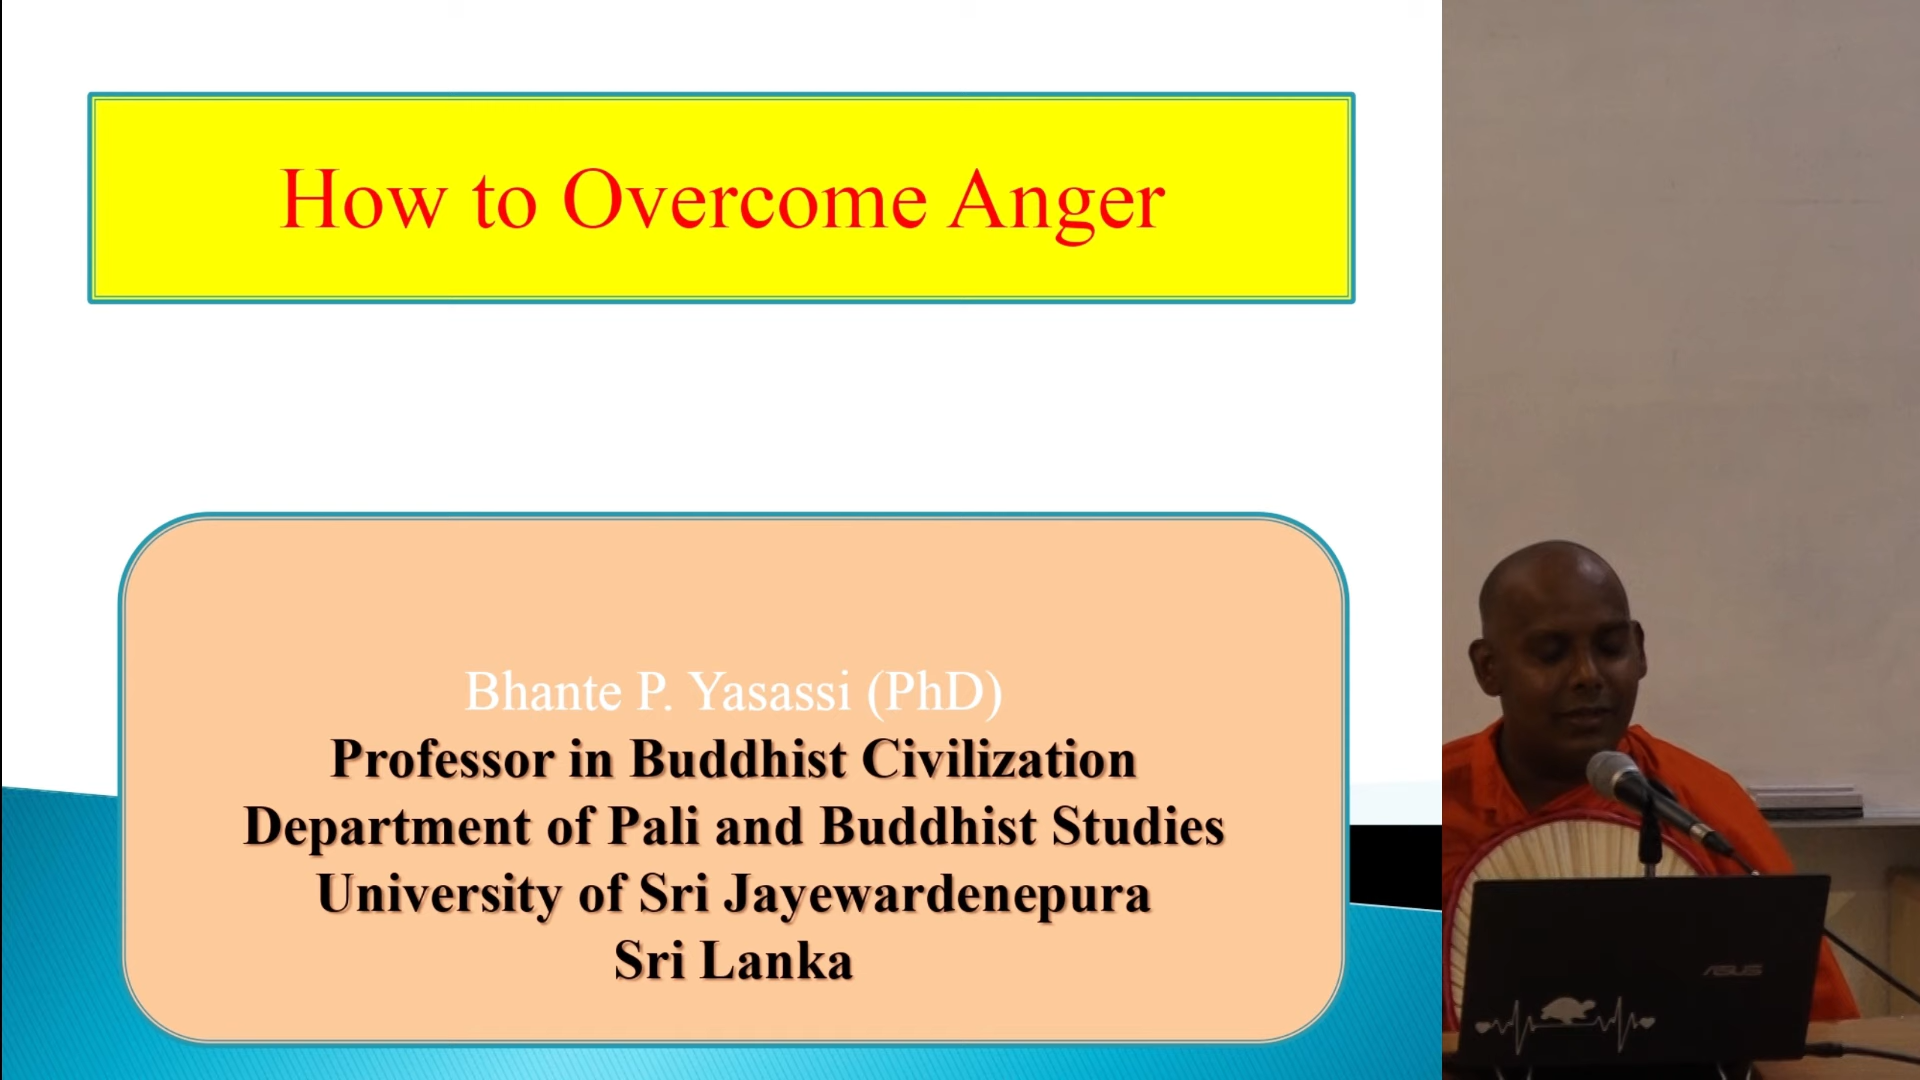 How to Overcome Anger
Bhante P. Yasassi (PhD)
Professor in Buddhist Civilization
Department of Pali and Buddhist Studies
University of Sri Jayewardenepura
Sri Lanka
ASUS